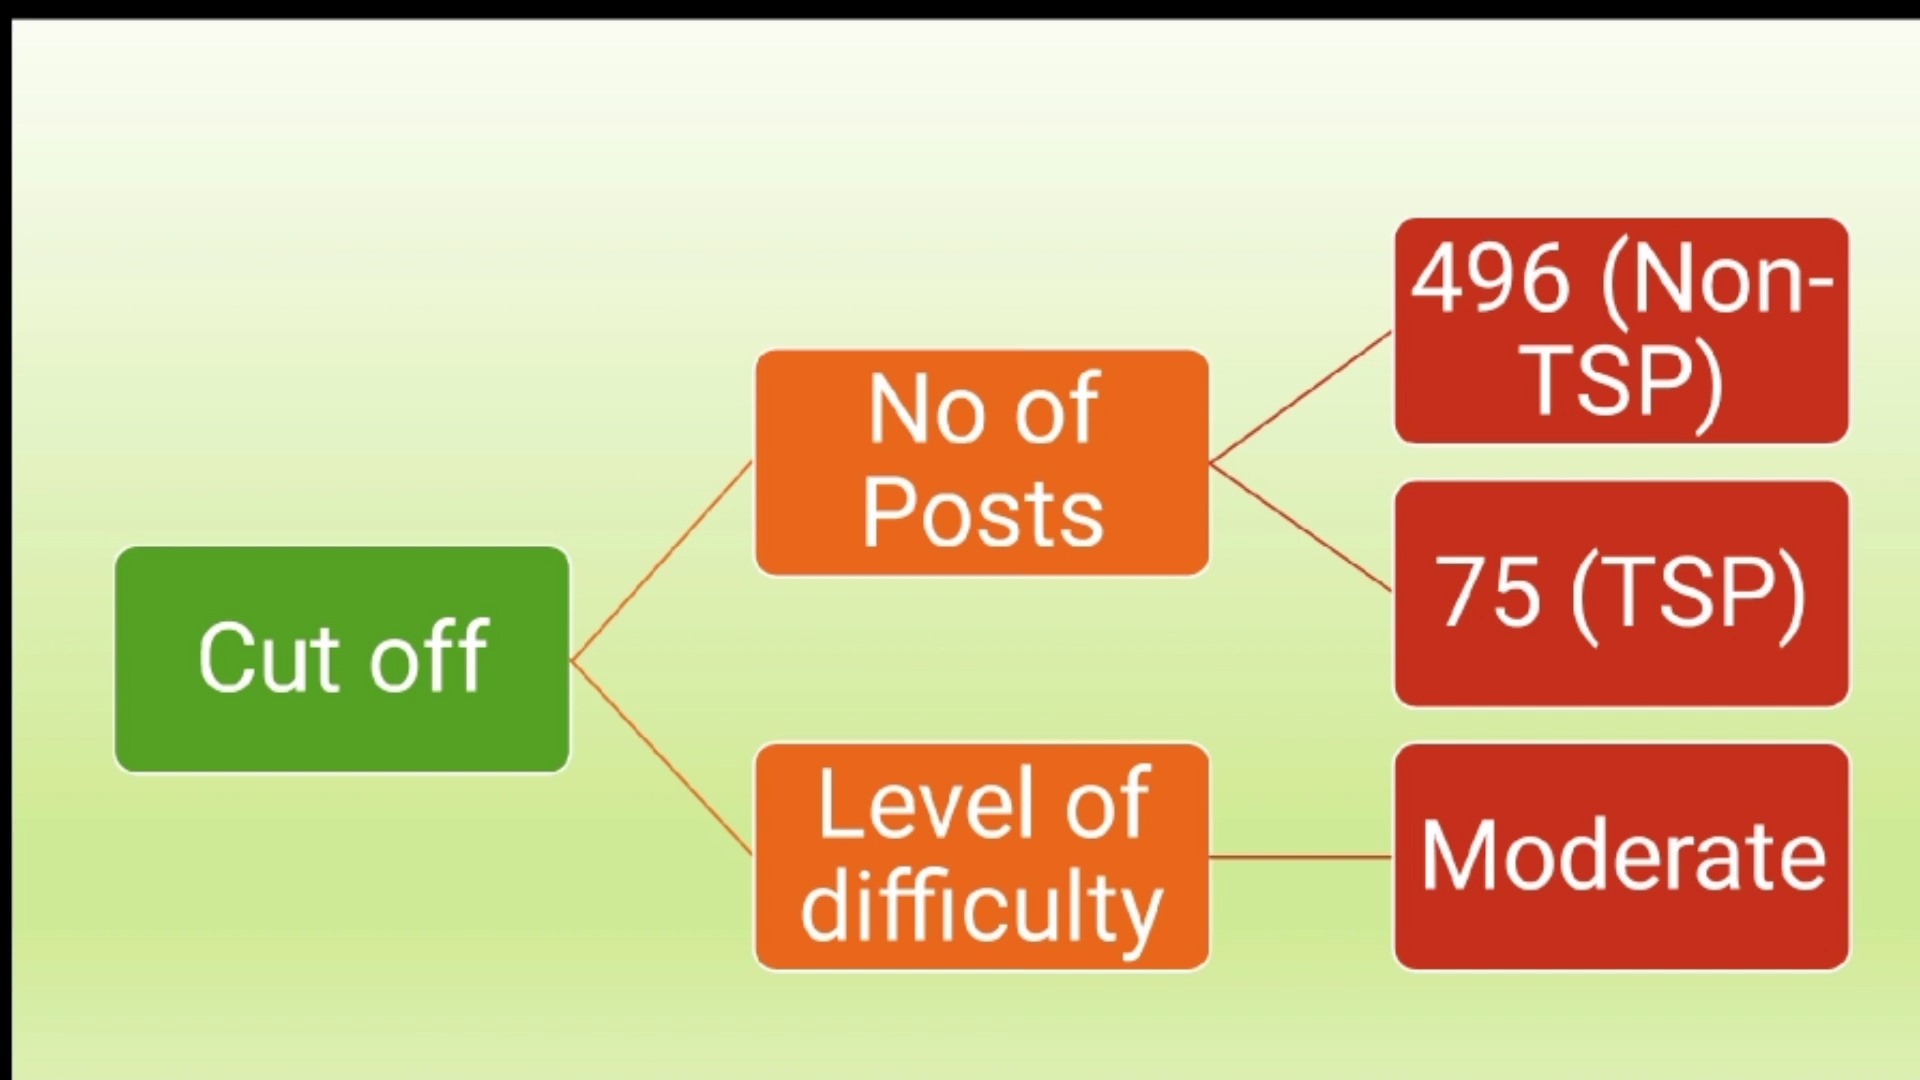 Cut off
No of
Posts
Level of
difficulty
496 (Non-
TSP)
75 (TSP)
Moderate